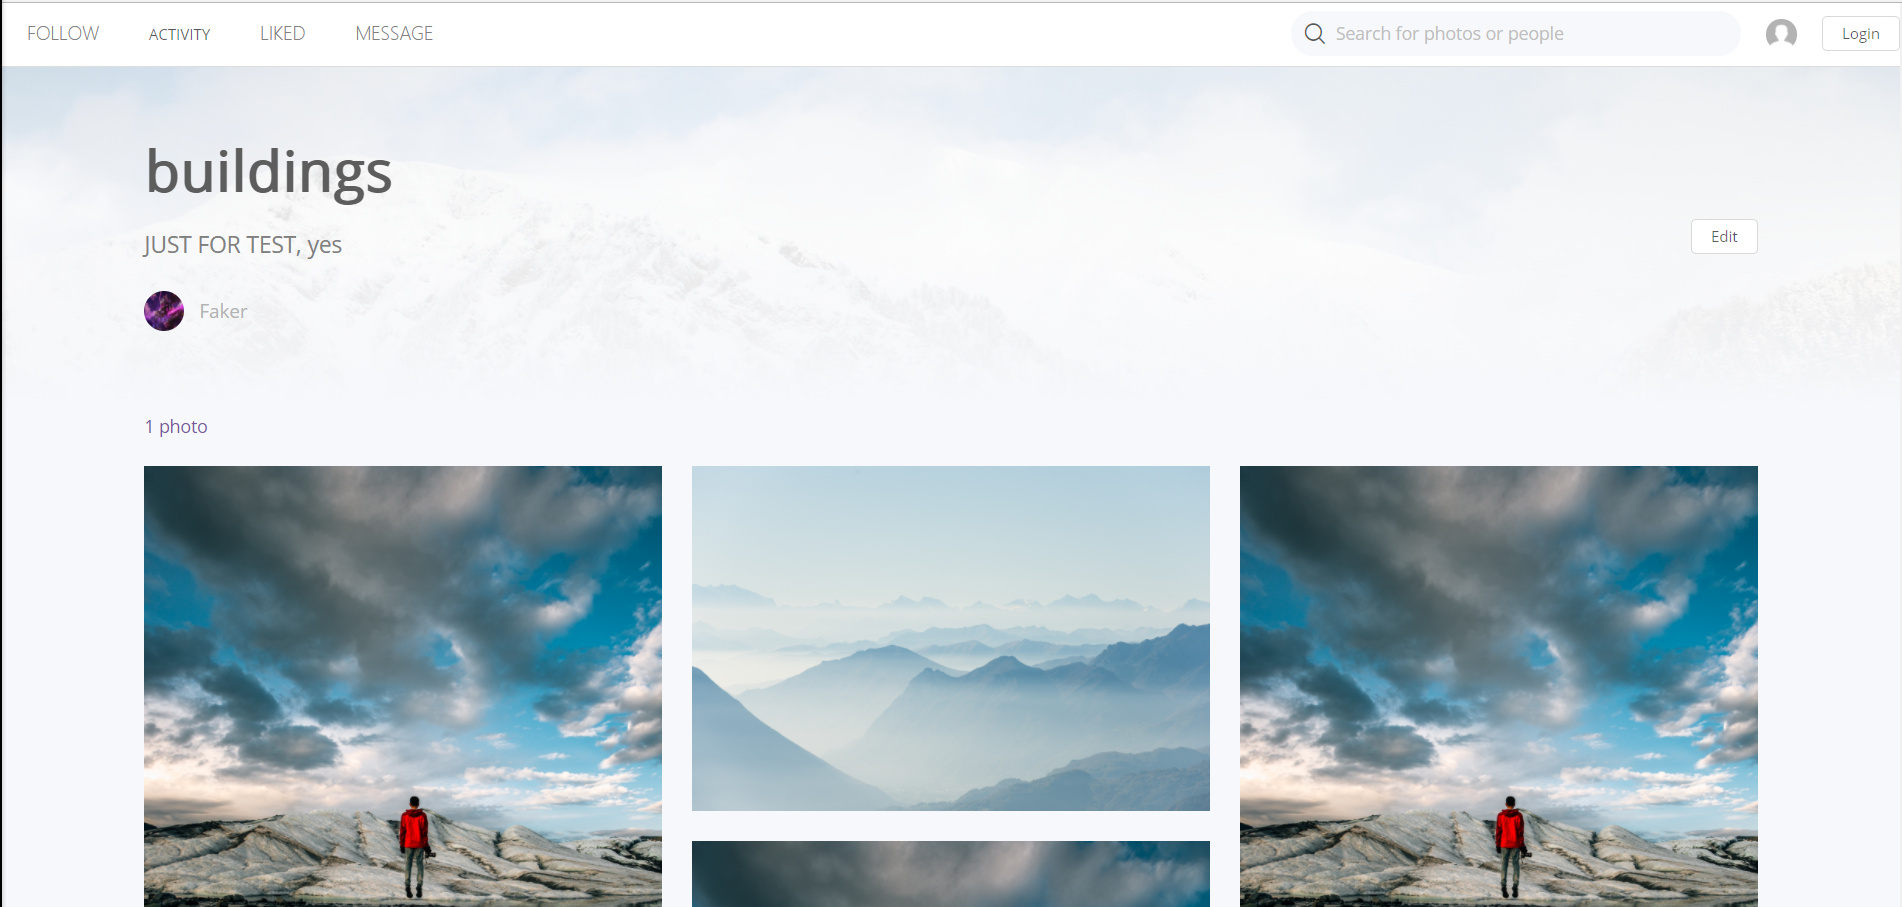 FOLLOW ACTIVITY LIKED MESSAGE Search for photos or people Login
buildings
JUST FOR TEST, yes
Edit
Faker
1 photo